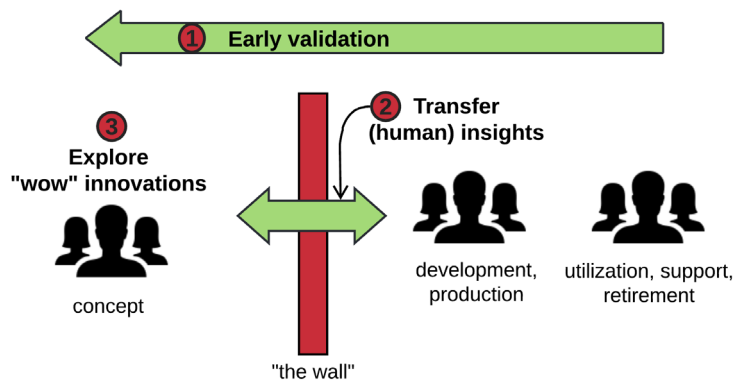 1 Early validation
2 Transfer
(human) insights
3
Explore
"wow" innovations
concept
development,
production
utilization, support,
retirement
"the wall"